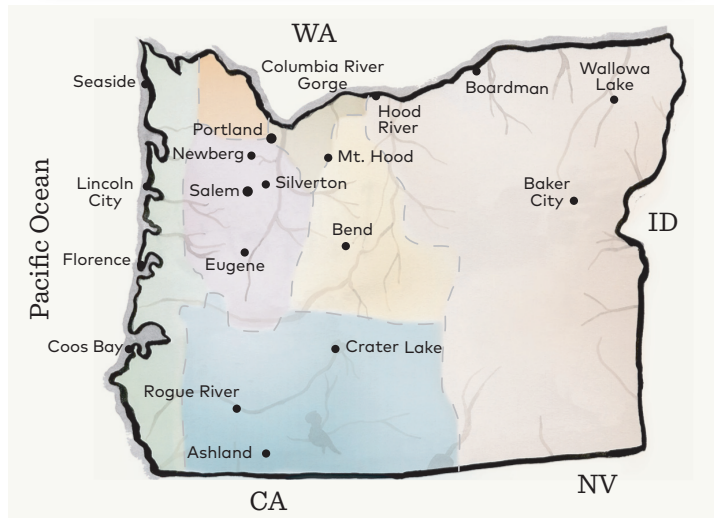 WA
Columbia River
Gorge
Seaside
Boardman
Wallowa
Lake
Hood
River
Portland
Newberg
Mt. Hood
Silverton
Salem
Lincoln
City
Baker
City
ID
Pacific Ocean
Bend
Florence
Eugene
Coos Bay
Crater Lake
Rogue River
Ashland
CA
NV